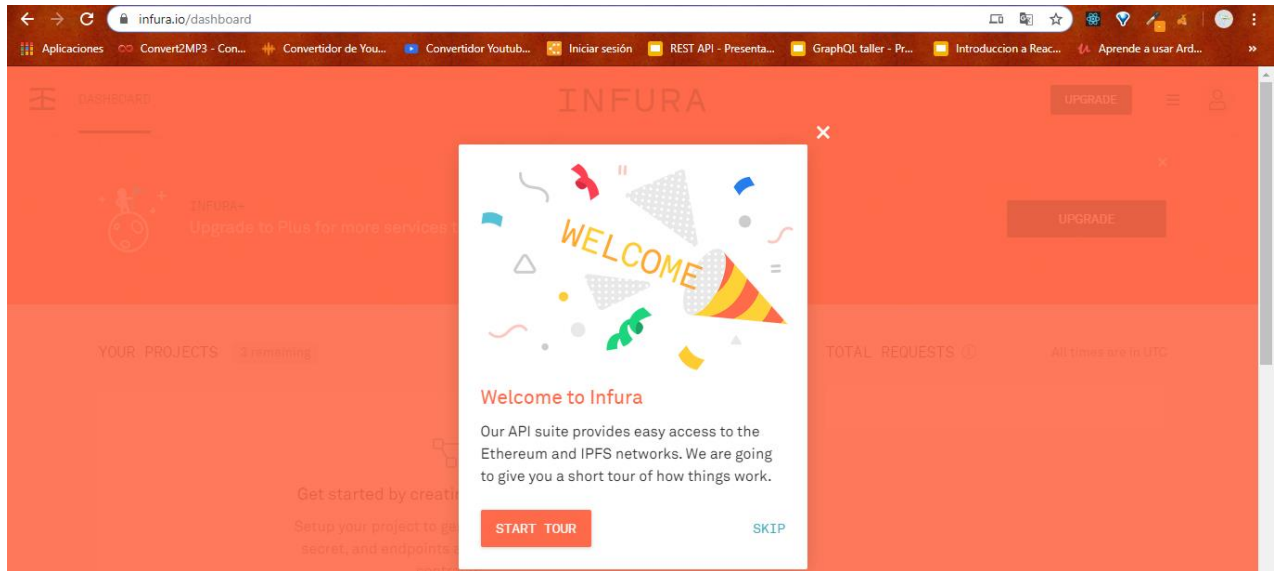 infura.io/dashboard
Aplicaciones Convert2MP3 - Con... Convertidor de You... Convertidor Youtub... Iniciar sesión REST API - Presenta... GraphQL taller - Pr... Introduccion a Reac... Aprende a usar Ard... »
DASHBOARD INFURA UPGRADE
INFURA+
Upgrade to Plus for more services t
UPGRADE
WELCOME
YOUR PROJECTS 3 remaining TOTAL REQUESTS All times are in UTC
Welcome to Infura
Our API suite provides easy access to the
Ethereum and IPFS networks. We are going
to give you a short tour of how things work.
Get started by creati
Setup your project to ge
secret, and endpoints a
START TOUR SKIP